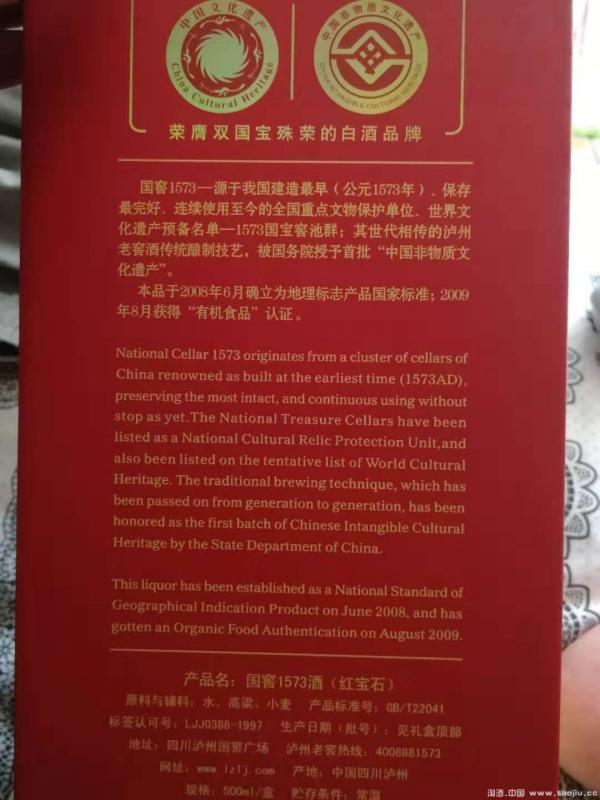 中国文化遗产
China Cultural Heritage
中国非物质文化遗产
CHINA INTANGIBLE CULTURAL HERITAGE
荣膺双国宝殊荣的白酒品牌
国窖1573—源于我国建造最早（公元1573年）、保存
最完好、连续使用至今的全国重点文物保护单位、世界文
化遗产预备名单—1573国宝窖池群；其世代相传的泸州
老窖酒传统酿制技艺，被国务院授予首批“中国非物质文
化遗产”。
本品于2008年6月确立为地理标志产品国家标准；2009
年8月获得“有机食品”认证。
National Cellar 1573 originates from a cluster of cellars of
China renowned as built at the earliest time (1573AD),
preserving the most intact, and continuous using without
stop as yet.The National Treasure Cellars have been
listed as a National Cultural Relic Protection Unit,and
also been listed on the tentative list of World Cultural
Heritage. The traditional brewing technique, which has
been passed on from generation to generation, has been
honored as the first batch of Chinese Intangible Cultural
Heritage by the State Department of China.
This liquor has been established as a National Standard of
Geographical Indication Product on June 2008, and has
gotten an Organic Food Authentication on August 2009.
产品名：国窖1573酒（红宝石）
原料与辅料：水、高粱、小麦 产品标准号：GB/T22041
标签认可号：LJJ0388-1997 生产日期（批号）：见礼盒顶部
地址：四川泸州国窖广场 泸州老窖热线：4008881573
网址：www.lzlj.com 产地：中国四川泸州
规格：500ml/盒 贮存条件：常温
淘酒.中国 www.saojiu.cc